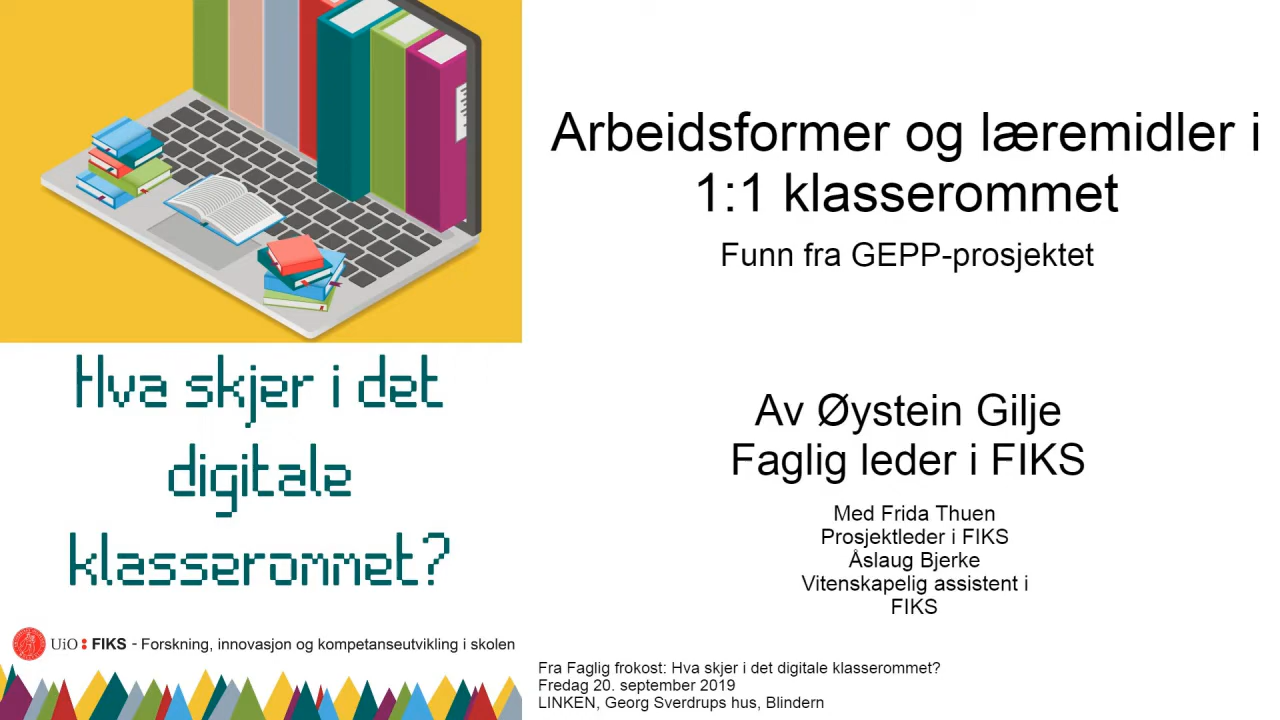 Hva skjer i det
digitale
klasserommet?
UiO : FIKS - Forskning, innovasjon og kompetanseutvikling i skolen
Arbeidsformer og læremidler i
1:1 klasserommet
Funn fra GEPP-prosjektet
Av Øystein Gilje
Faglig leder i FIKS
Med Frida Thuen
Prosjektleder i FIKS
Åslaug Bjerke
Vitenskapelig assistent i
FIKS
Fra Faglig frokost: Hva skjer i det digitale klasserommet?
Fredag 20. september 2019
LINKEN, Georg Sverdrups hus, Blindern